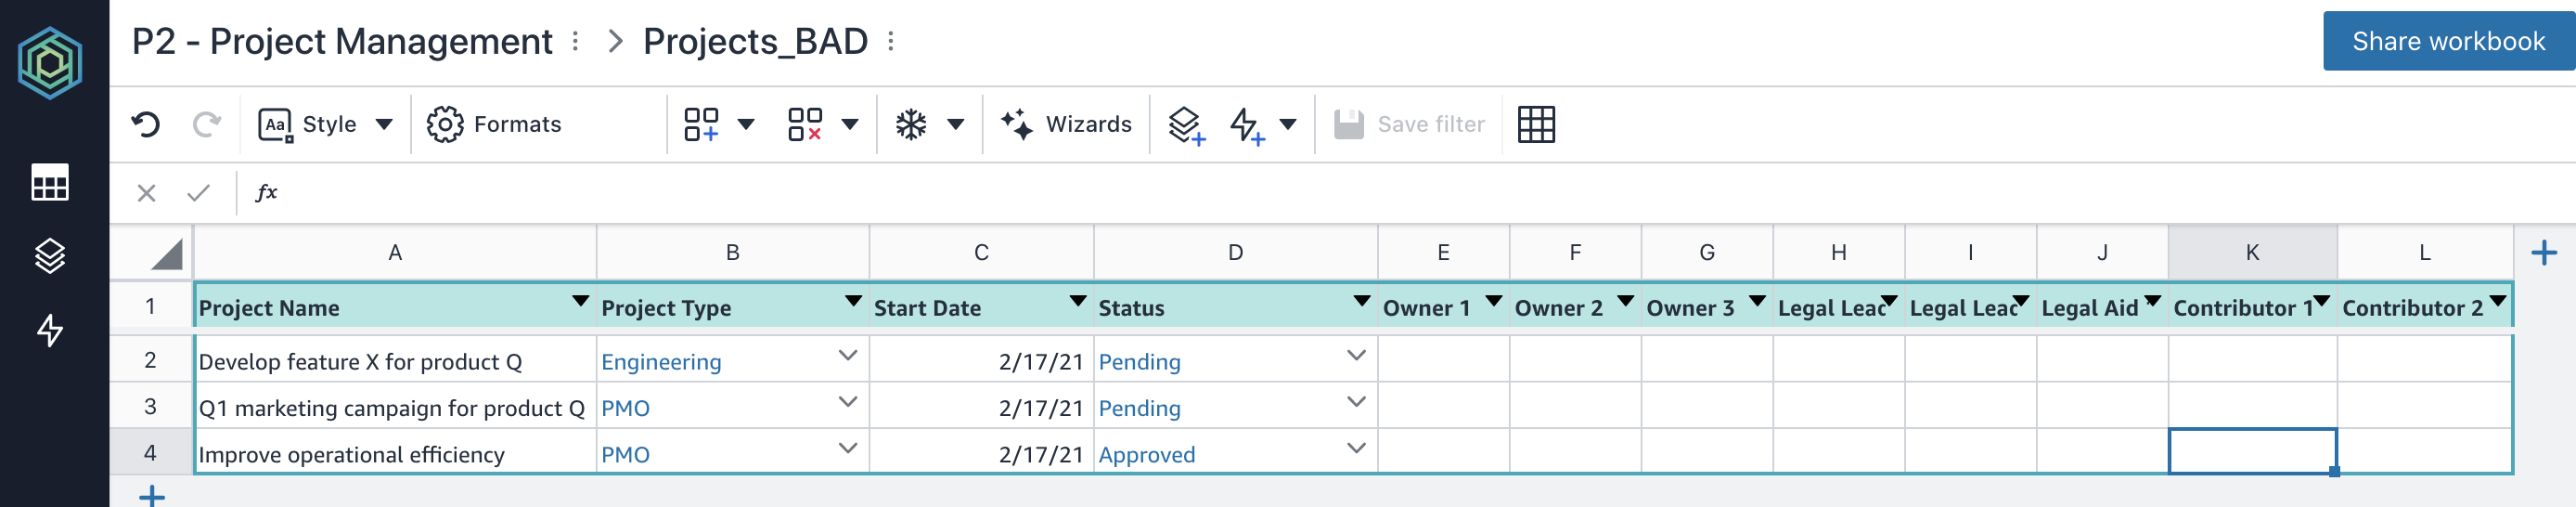 P2 - Project Management > Projects_BAD
Share workbook
Aa Style Formats Wizards Save filter
fx
A B C D E F G H I J K L
1 Project Name Project Type Start Date Status Owner 1 Owner 2 Owner 3 Legal Leac Legal Leac Legal Aid Contributor 1 Contributor 2
2 Develop feature X for product Q Engineering 2/17/21 Pending
3 Q1 marketing campaign for product Q PMO 2/17/21 Pending
4 Improve operational efficiency PMO 2/17/21 Approved